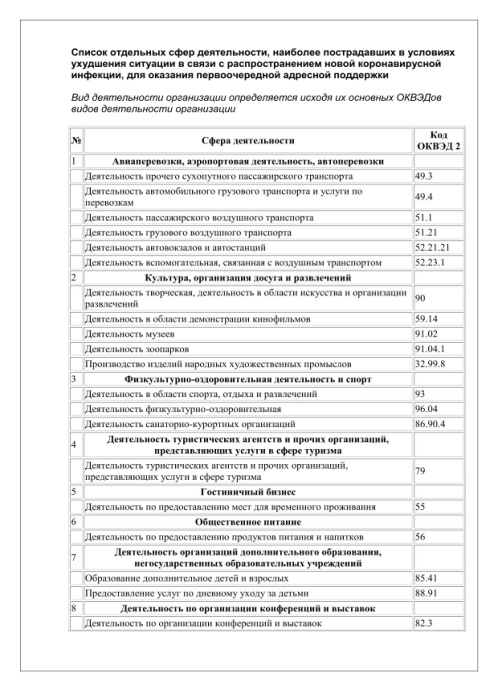 Список отдельных сфер деятельности, наиболее пострадавших в условиях
ухудшения ситуации в связи с распространением новой коронавирусной
инфекции, для оказания первоочередной адресной поддержки
Вид деятельности организации определяется исходя их основных ОКВЭДов
видов деятельности организации
№ Сфера деятельности Код
ОКВЭД 2
1 Авиаперевозки, аэропортовая деятельность, автоперевозки
Деятельность прочего сухопутного пассажирского транспорта 49.3
Деятельность автомобильного грузового транспорта и услуги по
перевозкам 49.4
Деятельность пассажирского воздушного транспорта 51.1
Деятельность грузового воздушного транспорта 51.21
Деятельность автовокзалов и автостанций 52.21.21
Деятельность вспомогательная, связанная с воздушным транспортом 52.23.1
2 Культура, организация досуга и развлечений
Деятельность творческая, деятельность в области искусства и организации
развлечений 90
Деятельность в области демонстрации кинофильмов 59.14
Деятельность музеев 91.02
Деятельность зоопарков 91.04.1
Производство изделий народных художественных промыслов 32.99.8
3 Физкультурно-оздоровительная деятельность и спорт
Деятельность в области спорта, отдыха и развлечений 93
Деятельность физкультурно-оздоровительная 96.04
Деятельность санаторно-курортных организаций 86.90.4
4 Деятельность туристических агентств и прочих организаций,
представляющих услуги в сфере туризма
Деятельность туристических агентств и прочих организаций,
представляющих услуги в сфере туризма 79
5 Гостиничный бизнес
Деятельность по предоставлению мест для временного проживания 55
6 Общественное питание
Деятельность по предоставлению продуктов питания и напитков 56
7 Деятельность организаций дополнительного образования,
негосударственных образовательных учреждений
Образование дополнительное детей и взрослых 85.41
Предоставление услуг по дневному уходу за детьми 88.91
8 Деятельность по организации конференций и выставок
Деятельность по организации конференций и выставок 82.3